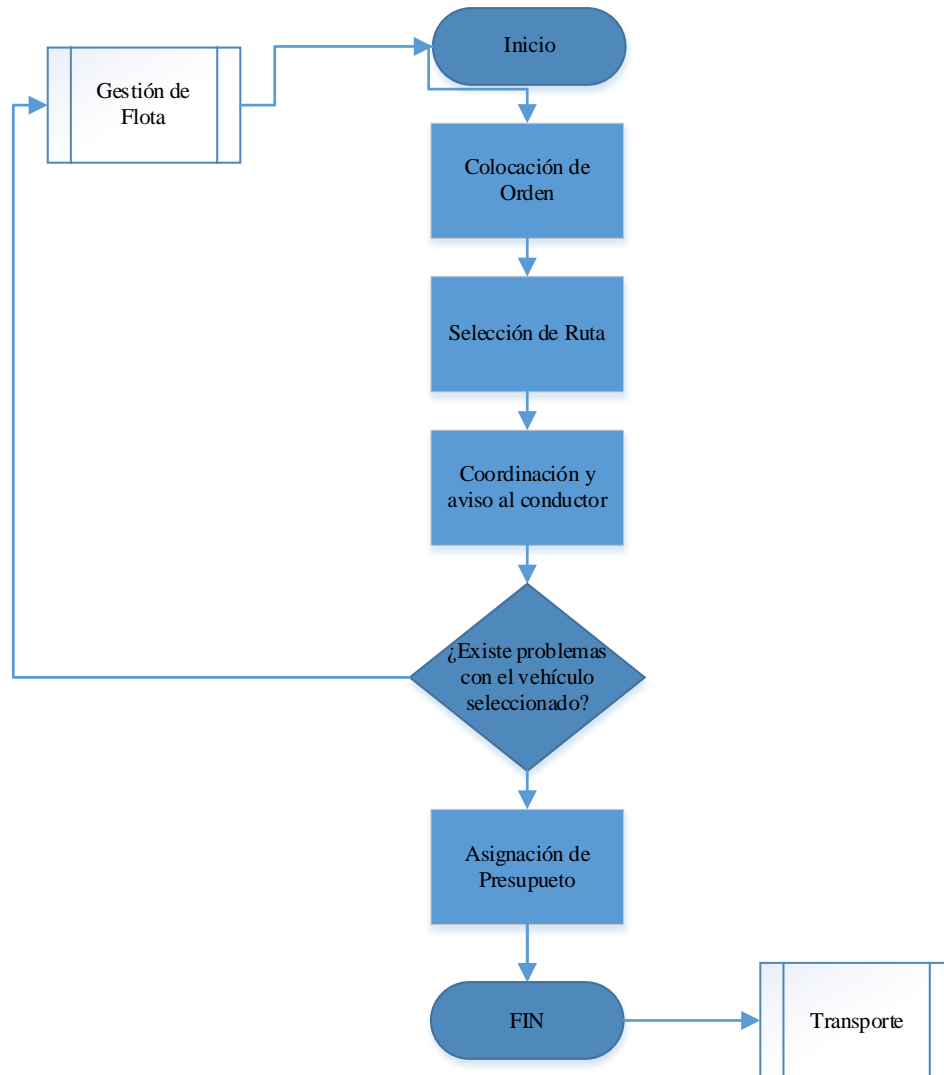 Inicio
Gestión de
Flota
Colocación de
Orden
Selección de Ruta
Coordinación y
aviso al conductor
¿Existe problemas
con el vehículo
seleccionado?
Asignación de
Presupueto
FIN
Transporte